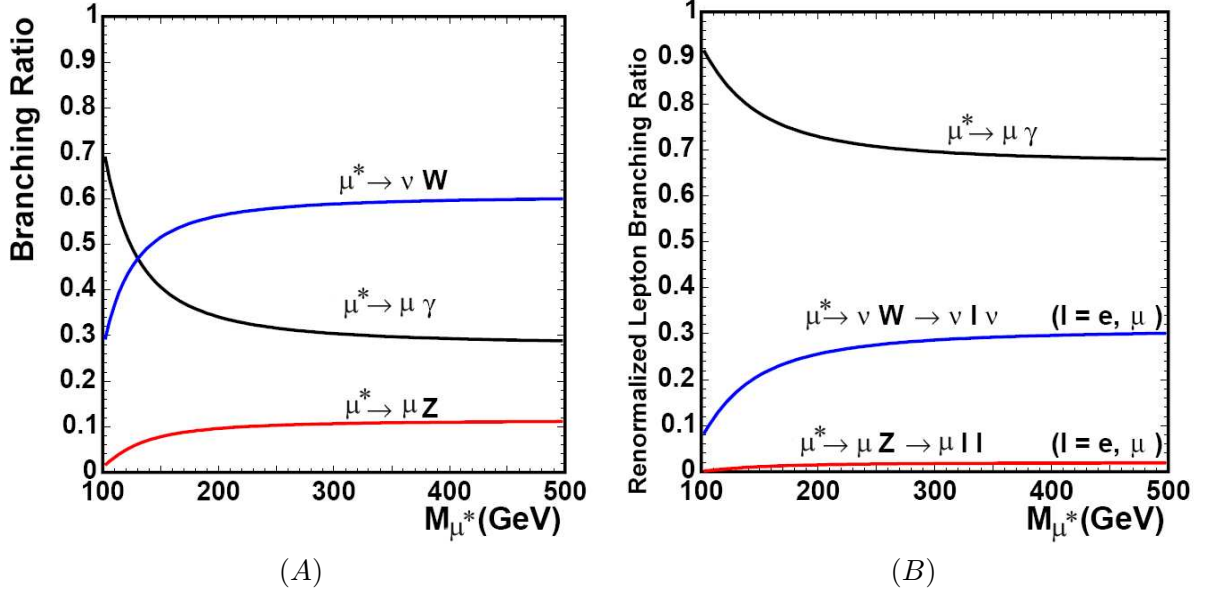 Branching Ratio
1
0.9
0.8
0.7
0.6
0.5
0.4
0.3
0.2
0.1
0
μ* → ν W
μ* → μ γ
μ* → μ Z
100 200 300 400 500
M μ* (GeV)
(A)
Renormalized Lepton Branching Ratio
1
0.9
0.8
0.7
0.6
0.5
0.4
0.3
0.2
0.1
0
μ* → μ γ
μ* → ν W → ν l ν (l = e, μ )
μ* → μ Z → μ l l (l = e, μ )
100 200 300 400 500
M μ* (GeV)
(B)